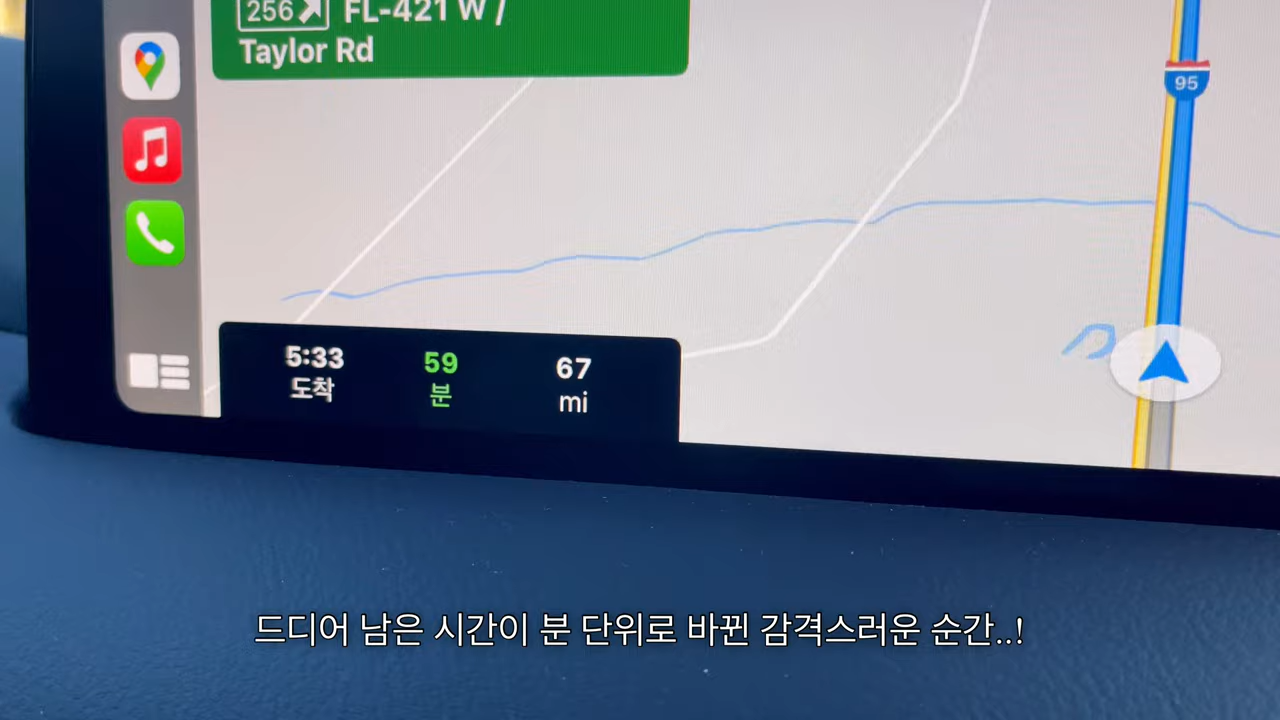 256 FL-421 W /
Taylor Rd
95
5:33 59 67
도착 분 mi
드디어 남은 시간이 분 단위로 바뀐 감격스러운 순간..!